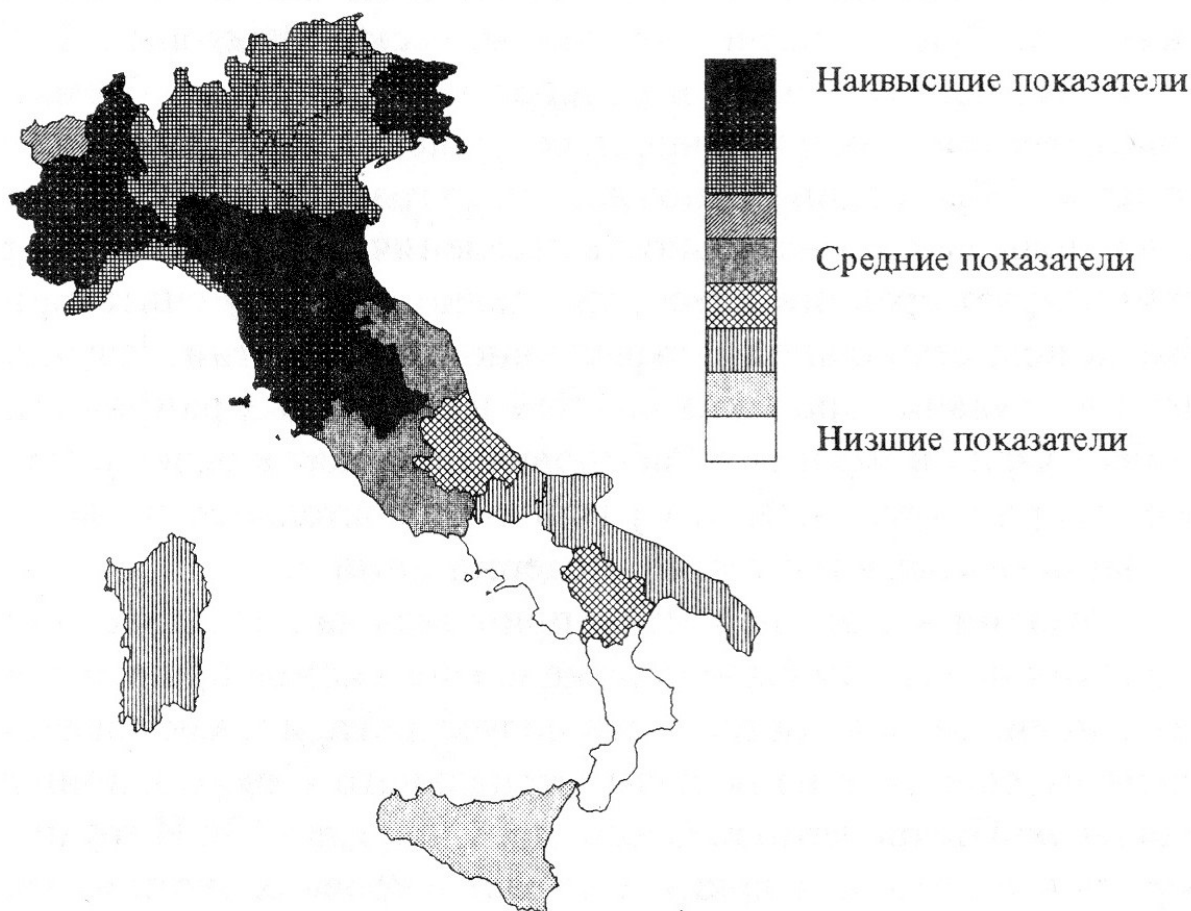 Наивысшие показатели
Средние показатели
Низшие показатели